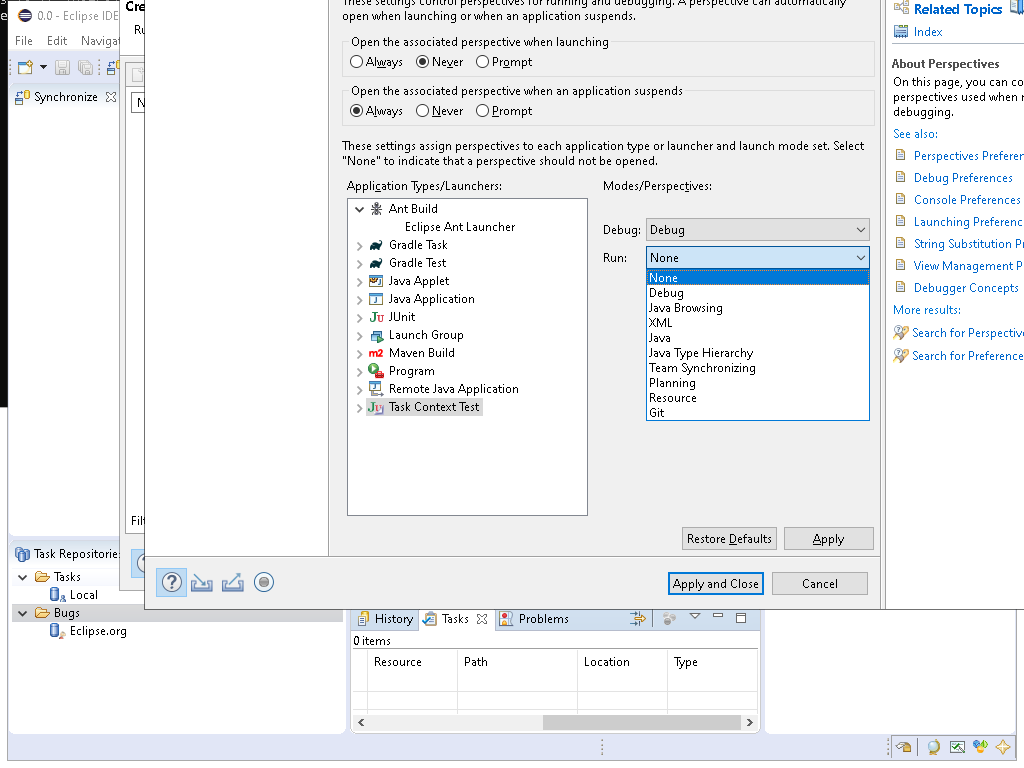 0.0 - Eclipse IDE
File Edit Navigat
Synchronize
Cre
Ru
N
Filt
These settings control perspectives for running and debugging. A perspective can automatically
open when launching or when an application suspends.
Open the associated perspective when launching
Always Never Prompt
Open the associated perspective when an application suspends
Always Never Prompt
These settings assign perspectives to each application type or launcher and launch mode set. Select
"None" to indicate that a perspective should not be opened.
Application Types/Launchers:
Ant Build
Eclipse Ant Launcher
Gradle Task
Gradle Test
Java Applet
Java Application
JUnit
Launch Group
Maven Build
Program
Remote Java Application
Task Context Test
Modes/Perspectives:
Debug: Debug
Run: None
None
Debug
Java Browsing
XML
Java
Java Type Hierarchy
Team Synchronizing
Planning
Resource
Git
Restore Defaults
Apply
Apply and Close
Cancel
Related Topics
Index
About Perspectives
On this page, you can co
perspectives used when r
debugging.
See also:
Perspectives Preferer
Debug Preferences
Console Preferences
Launching Preferenc
String Substitution Pr
View Management P
Debugger Concepts
More results:
Search for Perspective
Search for Preference
Task Repositorie
Tasks
Local
Bugs
Eclipse.org
History
Tasks
Problems
0 items
Resource Path Location Type